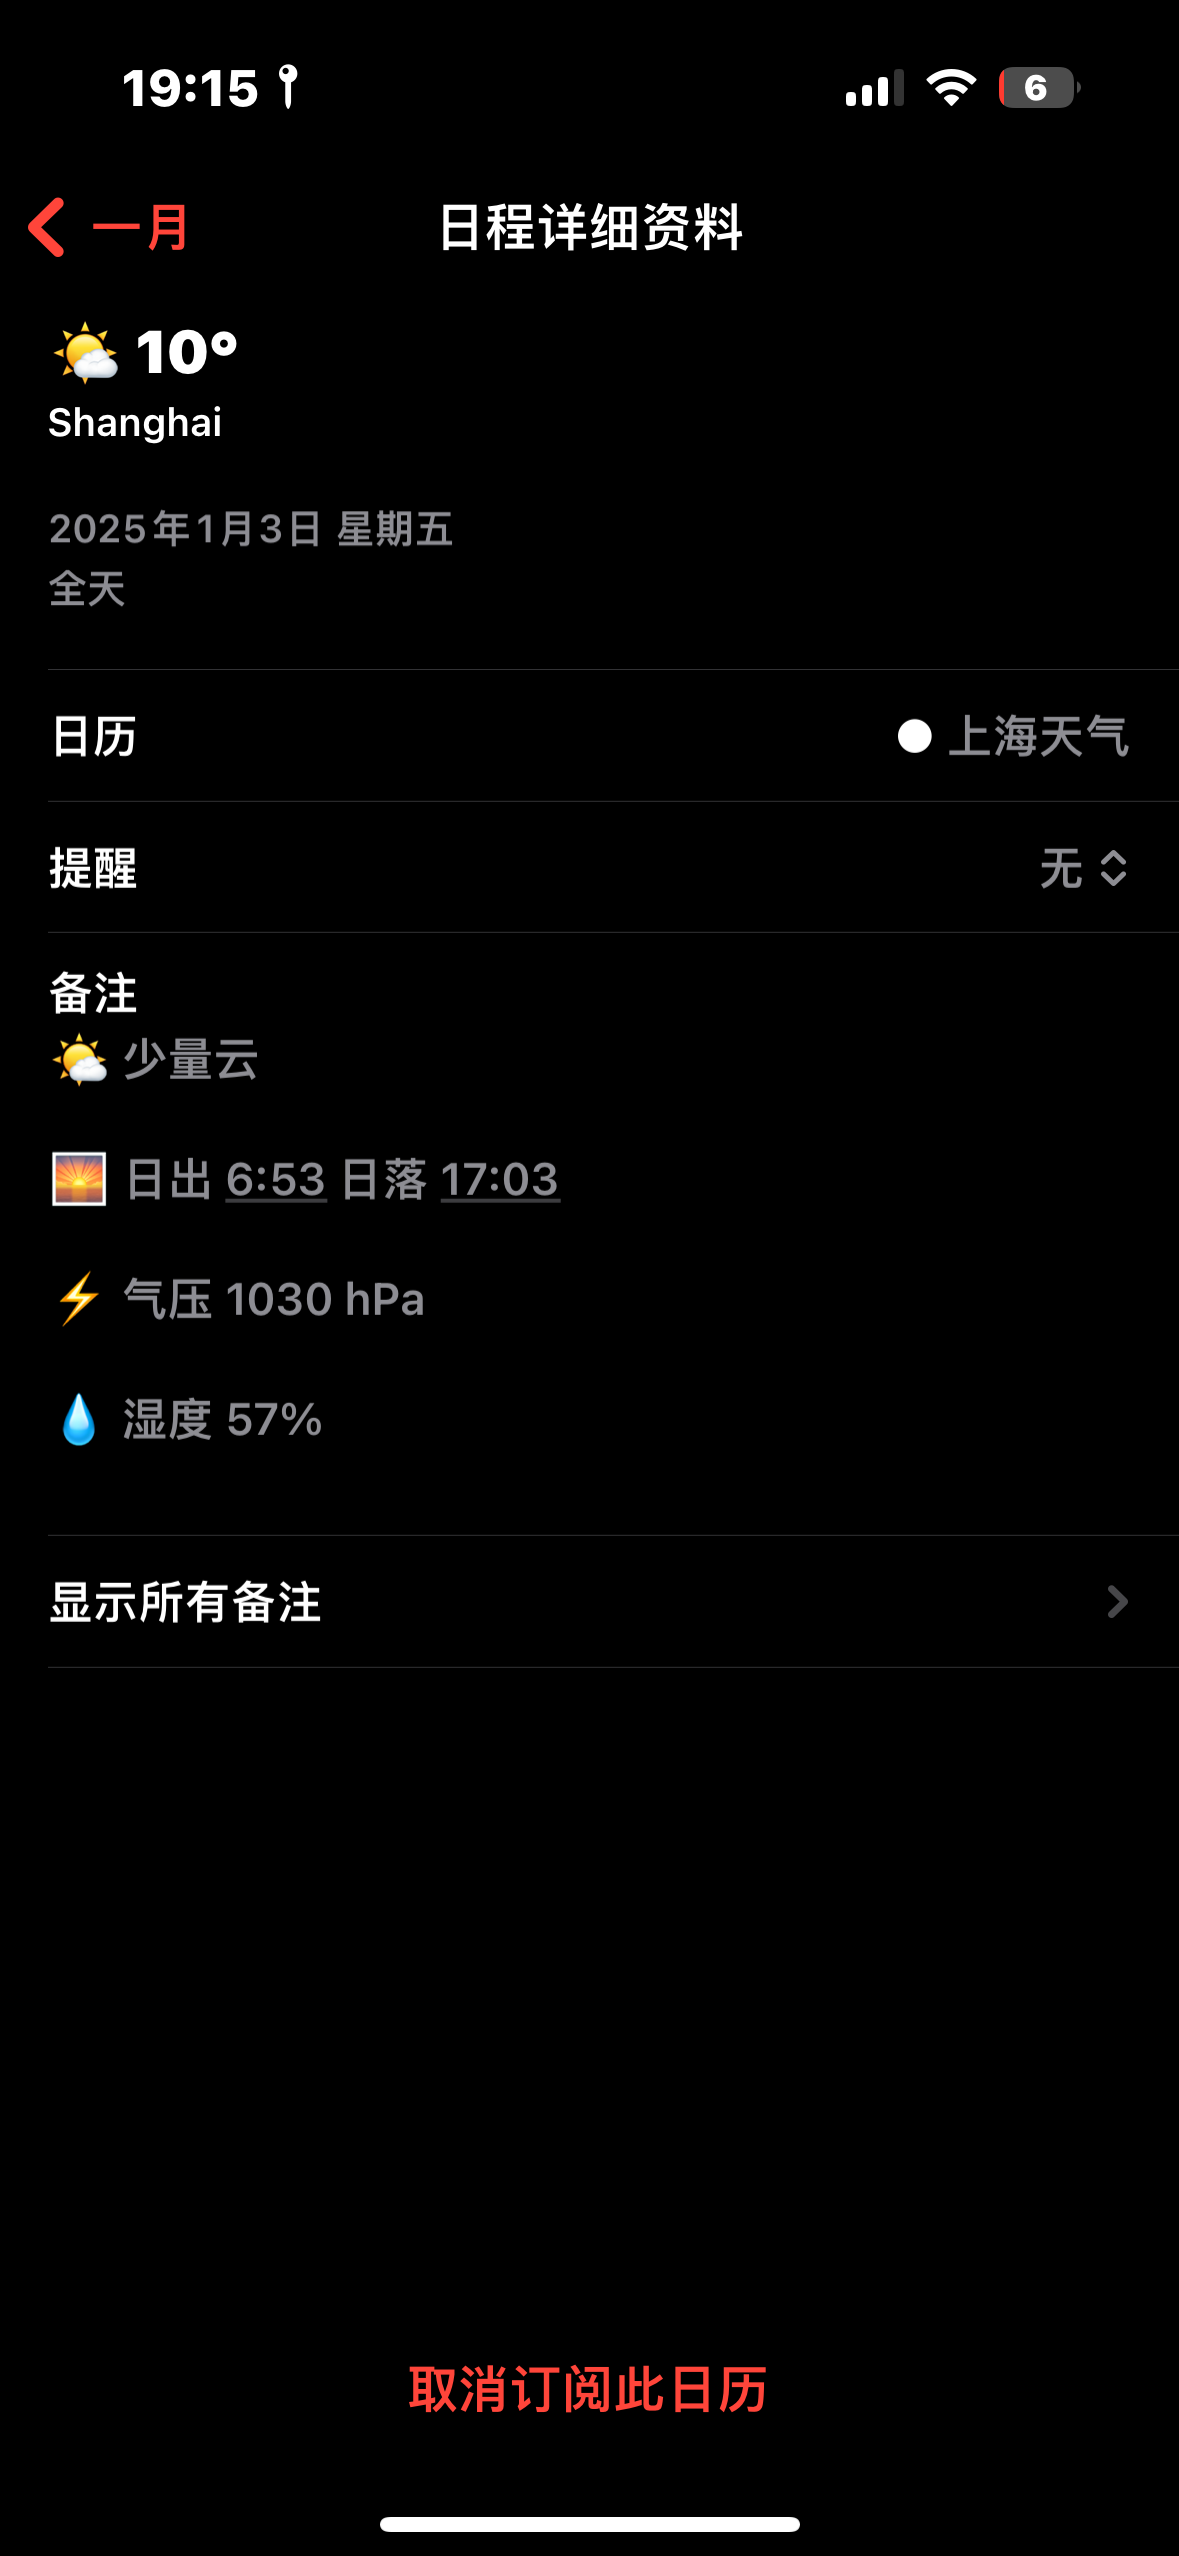 19:15
6
一月
日程详细资料
10°
Shanghai
2025年1月3日 星期五
全天
日历
上海天气
提醒
无
备注
少量云
日出 6:53 日落 17:03
气压 1030 hPa
湿度 57%
显示所有备注
取消订阅此日历